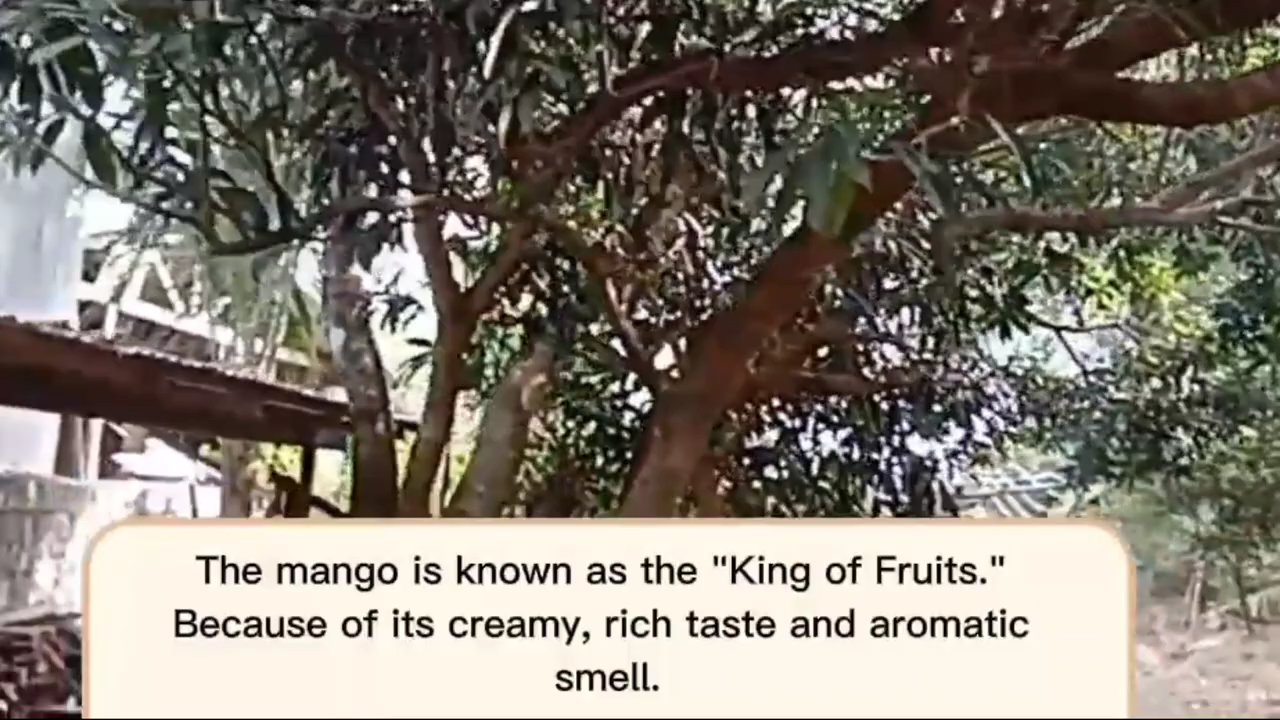 The mango is known as the "King of Fruits."
Because of its creamy, rich taste and aromatic
smell.